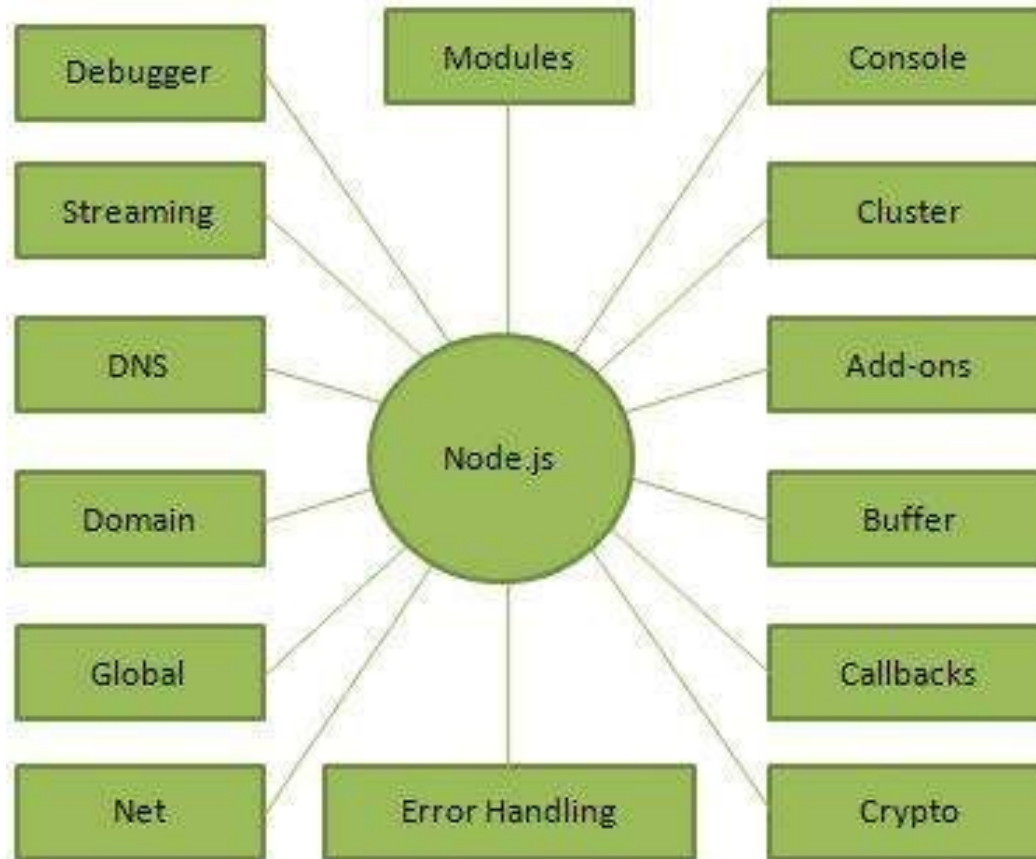 Debugger
Modules
Console
Streaming
Cluster
DNS
Add-ons
Node.js
Domain
Buffer
Global
Callbacks
Net
Error Handling
Crypto